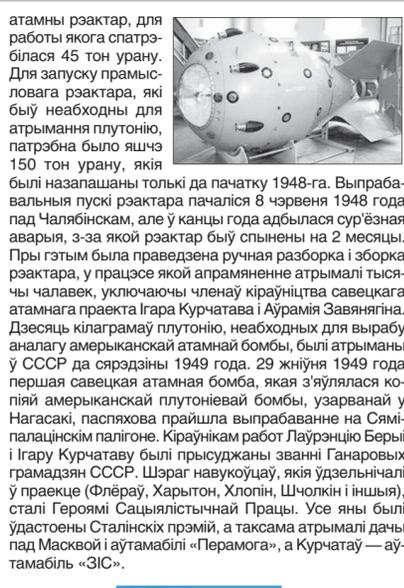 атамны рэактар, для
работы якога спатрэ-
білася 45 тон урану.
Для запуску прамыс-
ловага рэактара, які
быў неабходны для
атрымання плутонію,
патрэбна было яшчэ
150 тон урану, якія
былі назапашаны толькі да пачатку 1948-га. Выпраба-
вальныя пускі рэактара пачаліся 8 чэрвеня 1948 года
пад Чалябінскам, але ў канцы года адбылася сур'ёзная
аварыя, з-за якой рэактар быў спынены на 2 месяцы.
Пры гэтым была праведзена ручная разборка і зборка
рэактара, у працэсе якой апрамяненне атрымалі тыся-
чы чалавек, уключаючы членаў кіраўніцтва савецкага
атамнага праекта Ігара Курчатава і Аўрамія Завянягіна.
Дзесяць кілаграмаў плутонію, неабходных для вырабу
аналагу амерыканскай атамнай бомбы, былі атрыманы
ў СССР да сярэдзіны 1949 года. 29 жніўня 1949 года
першая савецкая атамная бомба, якая з'яўлялася ко-
піяй амерыканскай плутоніевай бомбы, узарванай у
Нагасакі, паспяхова прайшла выпрабаванне на Сямі-
палацінскім палігоне. Кіраўнікам работ Лаўрэнцію Берыі
і Ігару Курчатаву былі прысуджаны званні Ганаровых
грамадзян СССР. Шэраг навукоўцаў, якія ўдзельнічалі
ў праекце (Флёраў, Харытон, Хлопін, Шчолкін і іншыя),
сталі Героямі Сацыялістычнай Працы. Усе яны былі
ўдастоены Сталінскіх прэмій, а таксама атрымалі дачы
пад Масквой і аўтамабілі «Перамога», а Курчатаў — аў-
тамабіль «ЗІС».